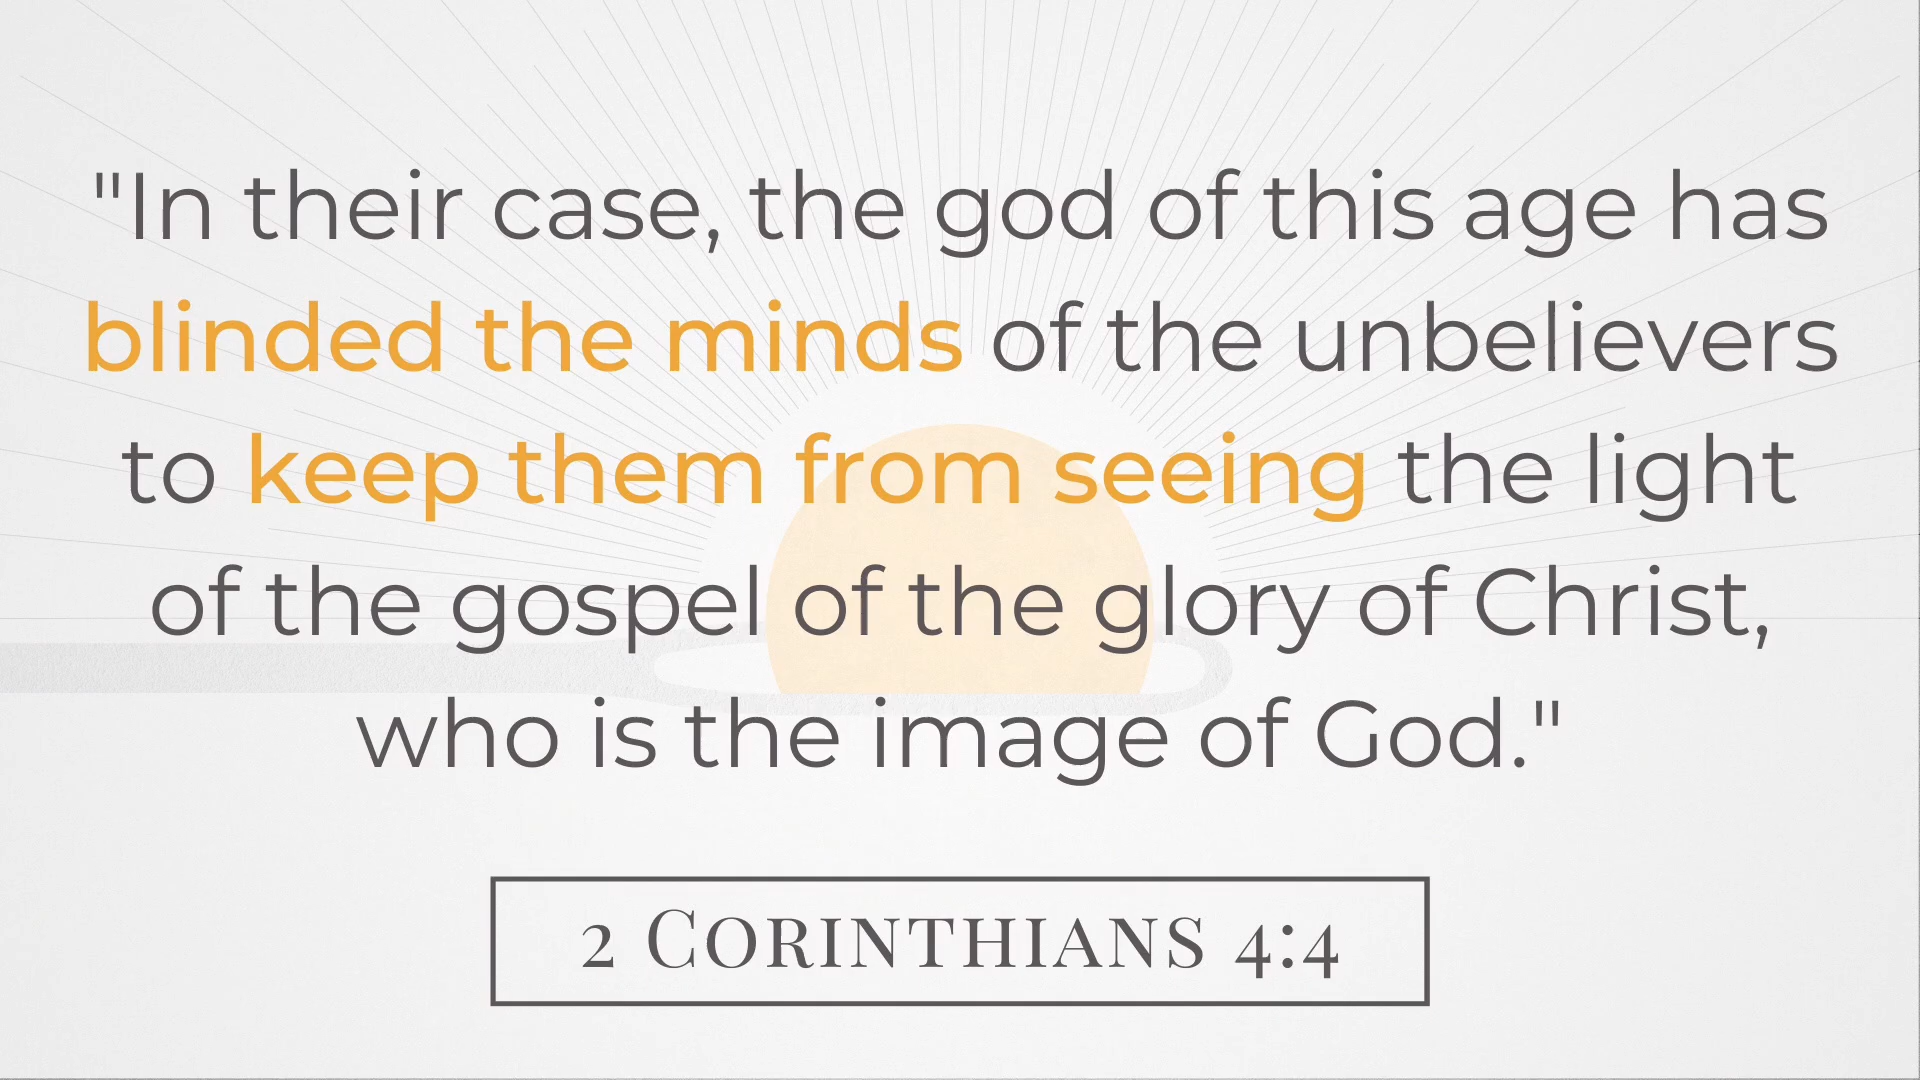 "In their case, the god of this age has
blinded the minds of the unbelievers
to keep them from seeing the light
of the gospel of the glory of Christ,
who is the image of God."
2 Corinthians 4:4